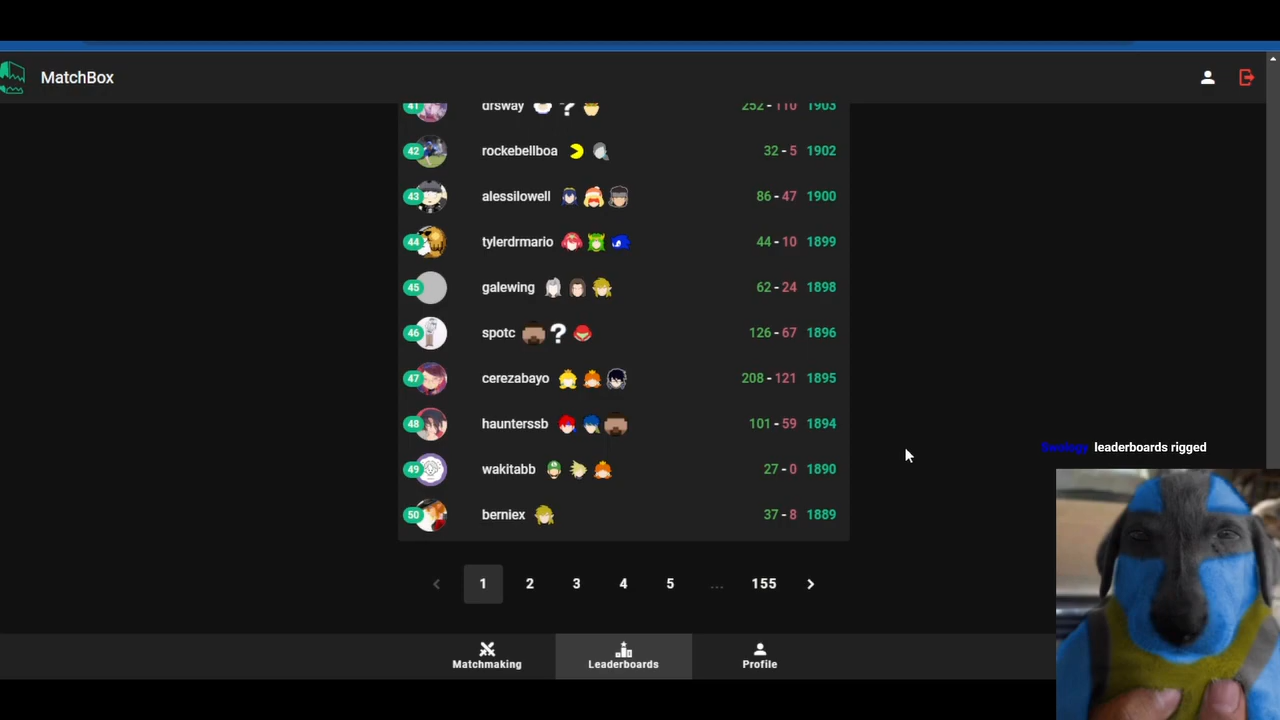 MatchBox
41 drsway ? 252 - 110 1903
42 rockebellboa 32 - 5 1902
43 alessilowell 86 - 47 1900
44 tylerdrmario 44 - 10 1899
45 galewing 62 - 24 1898
46 spotc ? 126 - 67 1896
47 cerezabayo 208 - 121 1895
48 haunterssb 101 - 59 1894
leaderboards rigged
49 wakitabb 27 - 0 1890
50 berniex 37 - 8 1889
< 1 2 3 4 5 ... 155 >
Matchmaking Leaderboards Profile